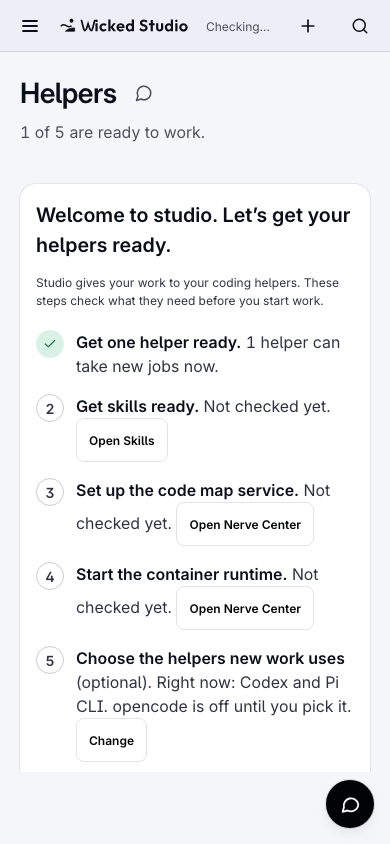 Wicked Studio Checking...
Helpers
1 of 5 are ready to work.
Welcome to studio. Let’s get your
helpers ready.
Studio gives your work to your coding helpers. These
steps check what they need before you start work.
Get one helper ready. 1 helper can
take new jobs now.
2 Get skills ready. Not checked yet.
Open Skills
3 Set up the code map service. Not
checked yet. Open Nerve Center
4 Start the container runtime. Not
checked yet. Open Nerve Center
5 Choose the helpers new work uses
(optional). Right now: Codex and Pi
CLI. opencode is off until you pick it.
Change